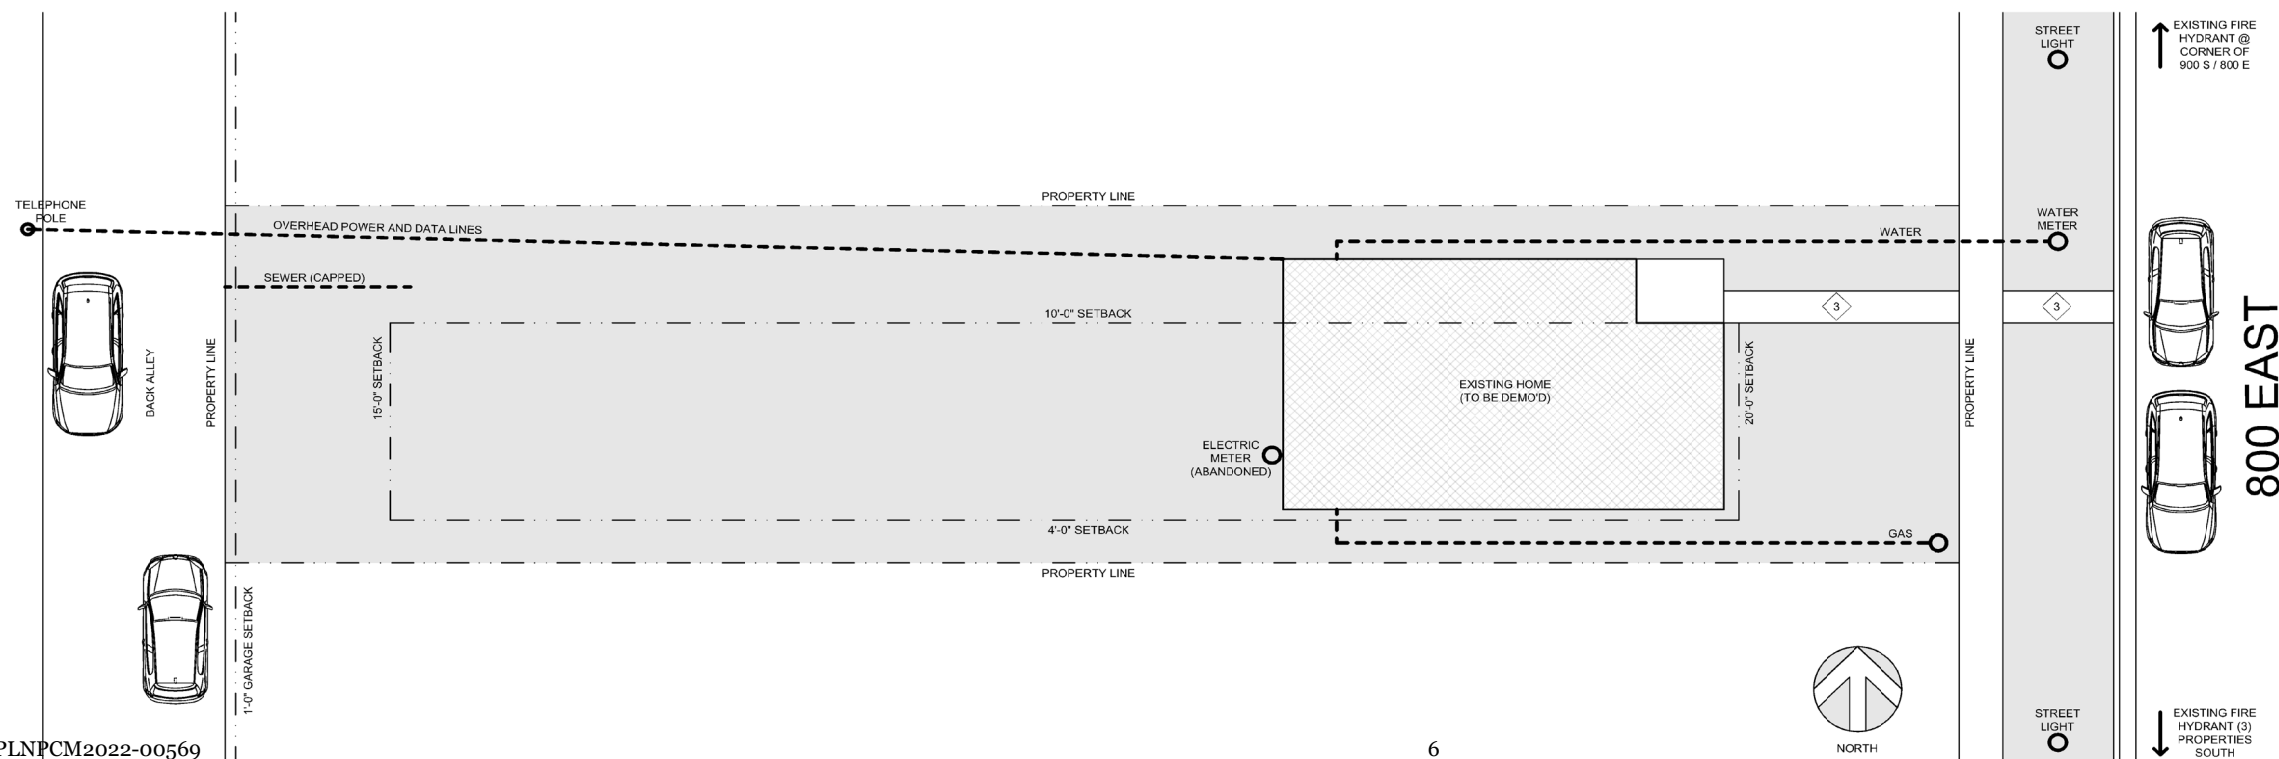 STREET
LIGHT
EXISTING FIRE
HYDRANT @
CORNER OF
900 S / 800 E
PROPERTY LINE
TELEPHONE
POLE
OVERHEAD POWER AND DATA LINES
WATER
WATER
METER
SEWER (CAPPED)
10'-0" SETBACK
3
3
BACK ALLEY
PROPERTY LINE
15'-0" SETBACK
EXISTING HOME
(TO BE DEMO'D)
20'-0" SETBACK
PROPERTY LINE
800 EAST
ELECTRIC
METER
(ABANDONED)
4'-0" SETBACK
GAS
PROPERTY LINE
1'-0" GARAGE SETBACK
NORTH
STREET
LIGHT
EXISTING FIRE
HYDRANT (3)
PROPERTIES
SOUTH
PLNPCM2022-00569
6